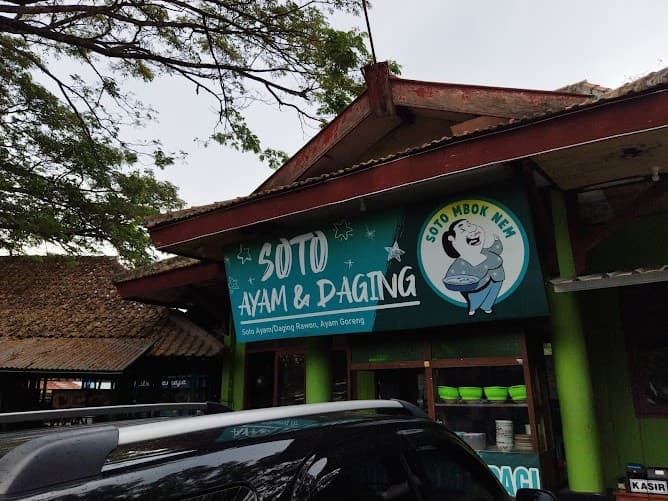 SOTO
AYAM & DAGING
Soto Ayam/Daging Rawon, Ayam Goreng
SOTO MBOK NEM
KASIR